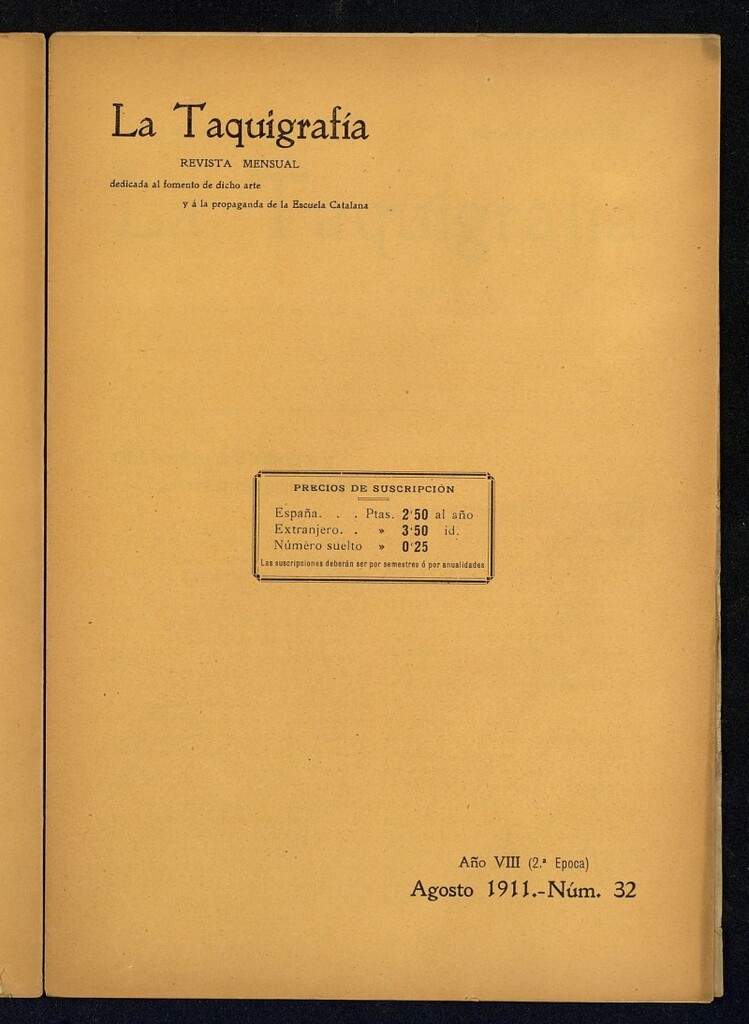 La Taquigrafía
REVISTA MENSUAL
dedicada al fomento de dicho arte
y á la propaganda de la Escuela Catalana
PRECIOS DE SUSCRIPCIÓN
España. . . Ptas. 2'50 al año
Extranjero. . » 3'50 id.
Número suelto » 0'25
Las suscripciones deberán ser por semestres ó por anualidades
Año VIII (2.ª Epoca)
Agosto 1911.-Núm. 32